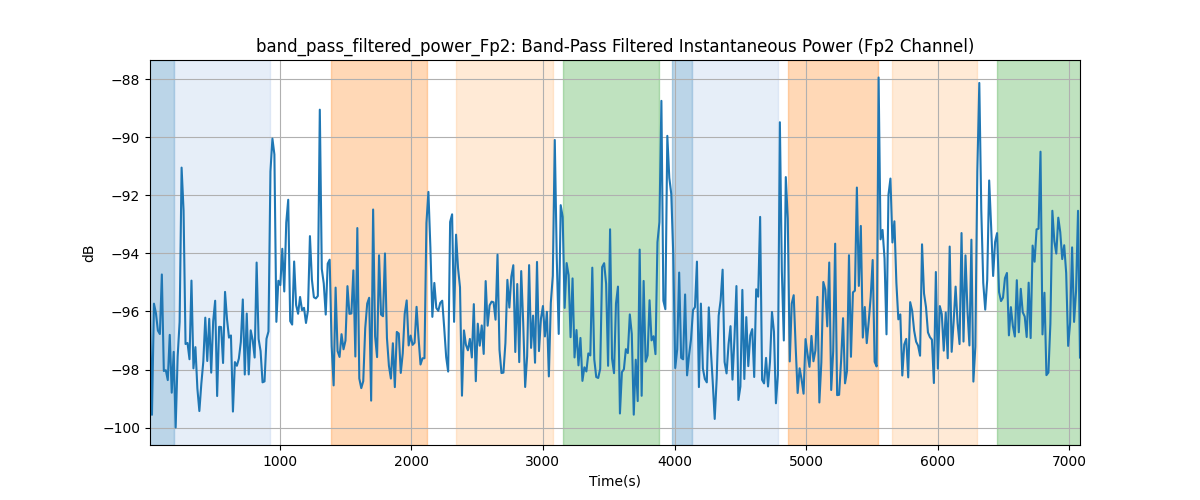 band_pass_filtered_power_Fp2: Band-Pass Filtered Instantaneous Power (Fp2 Channel)
−88
−90
−92
−94
−96
−98
−100
dB
1000 2000 3000 4000 5000 6000 7000
Time(s)